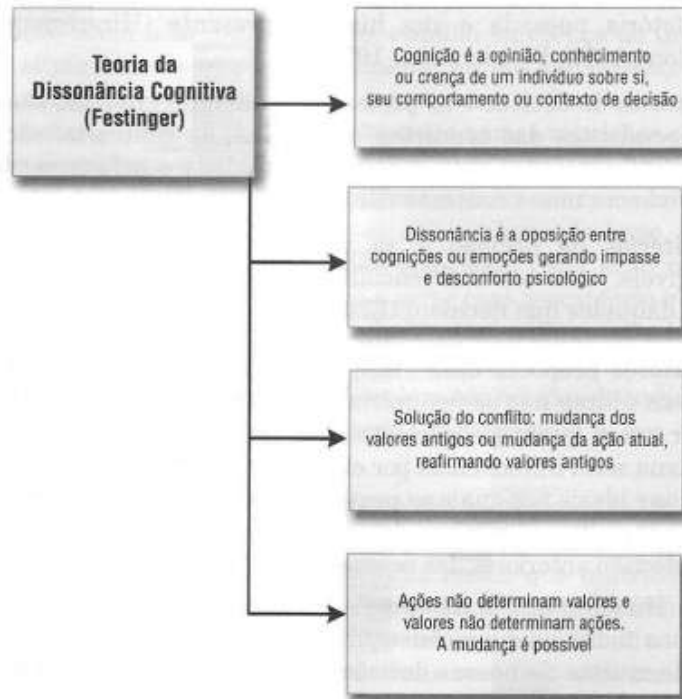 Teoria da
Dissonância Cognitiva
(Festinger)
Cognição é a opinião, conhecimento
ou crença de um indivíduo sobre si,
seu comportamento ou contexto de decisão
Dissonância é a oposição entre
cognições ou emoções gerando impasse
e desconforto psicológico
Solução do conflito: mudança dos
valores antigos ou mudança da ação atual,
reafirmando valores antigos
Ações não determinam valores e
valores não determinam ações.
A mudança é possível